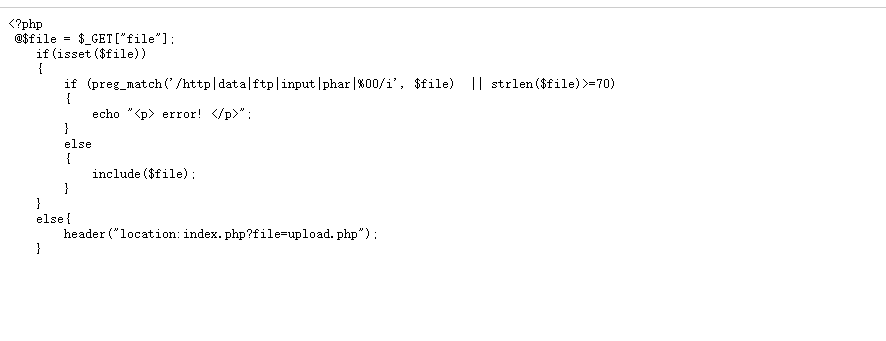 <?php
@$file = $_GET["file"];
if(isset($file))
{
if (preg_match('/http|data|ftp|input|phar|%00/i', $file) || strlen($file)>=70)
{
echo "<p> error! </p>";
}
else
{
include($file);
}
}
else{
header("location:index.php?file=upload.php");
}